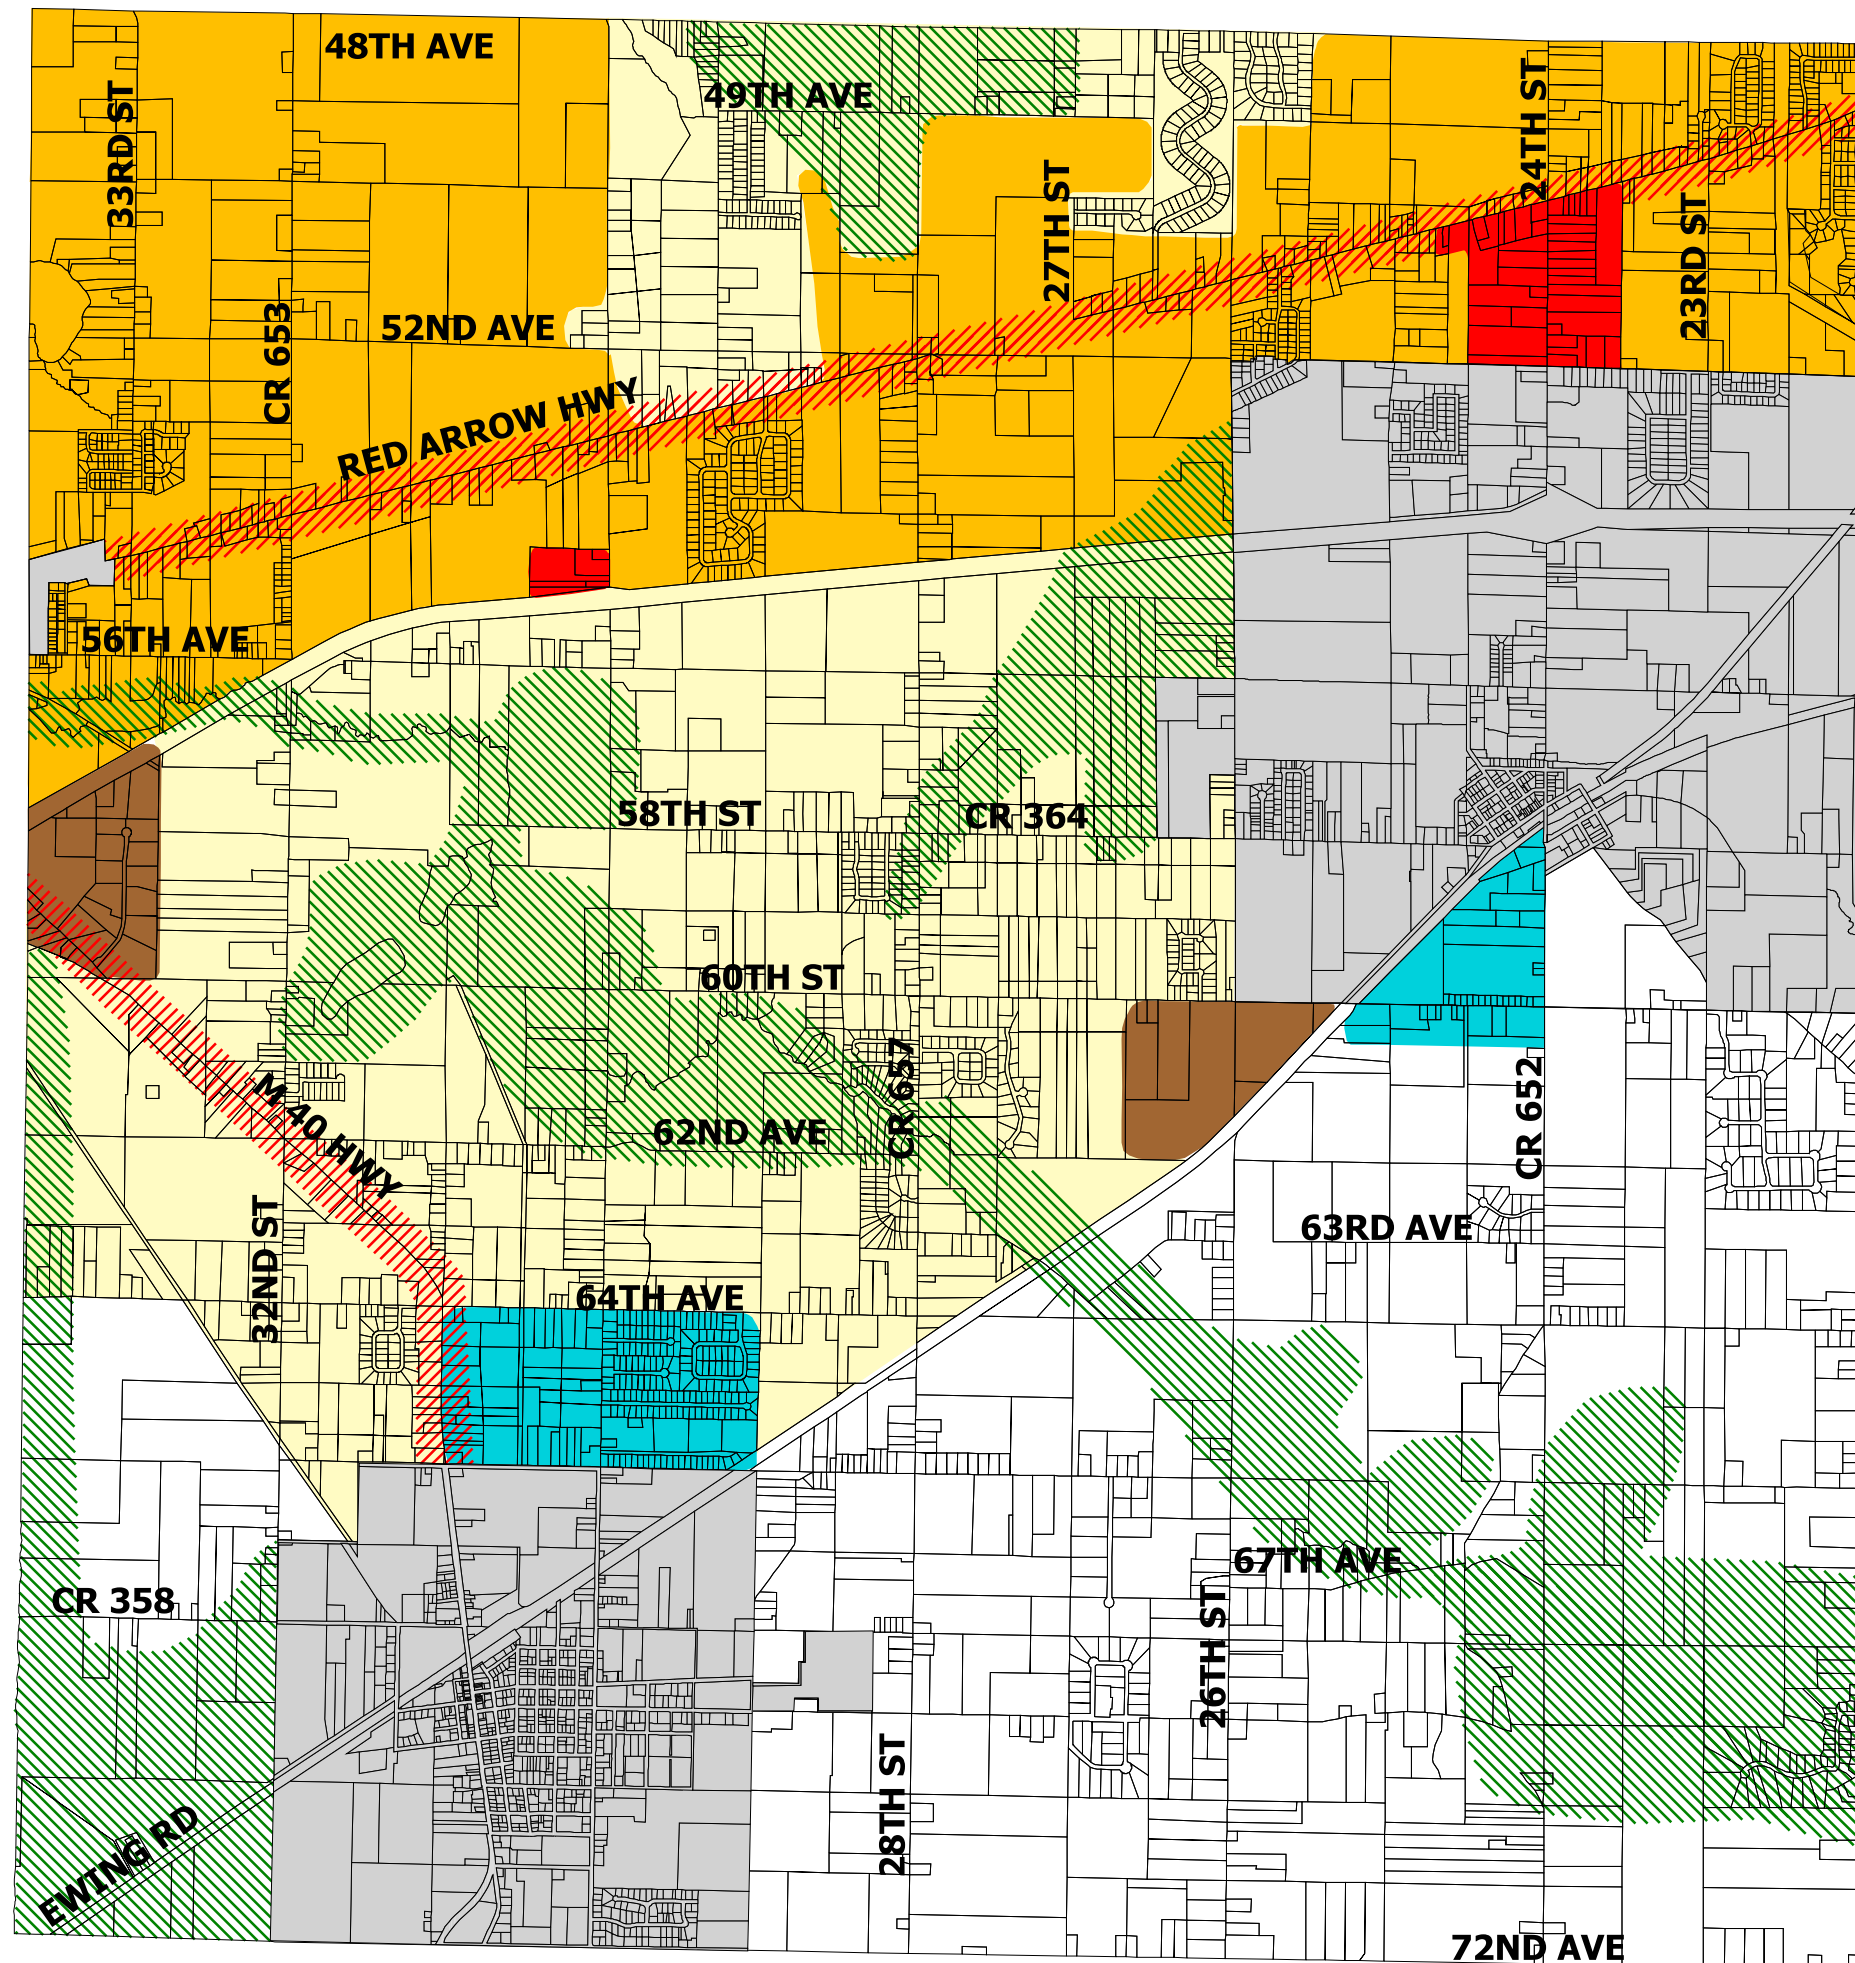 48TH AVE
49TH AVE
33RD ST
24TH ST
27TH ST
23RD ST
CR 653
52ND AVE
RED ARROW HWY
56TH AVE
58TH ST
CR 364
60TH ST
CR 657
CR 652
M 40 HWY
62ND AVE
32ND ST
63RD AVE
64TH AVE
67TH AVE
CR 358
26TH ST
28TH ST
EWING RD
72ND AVE